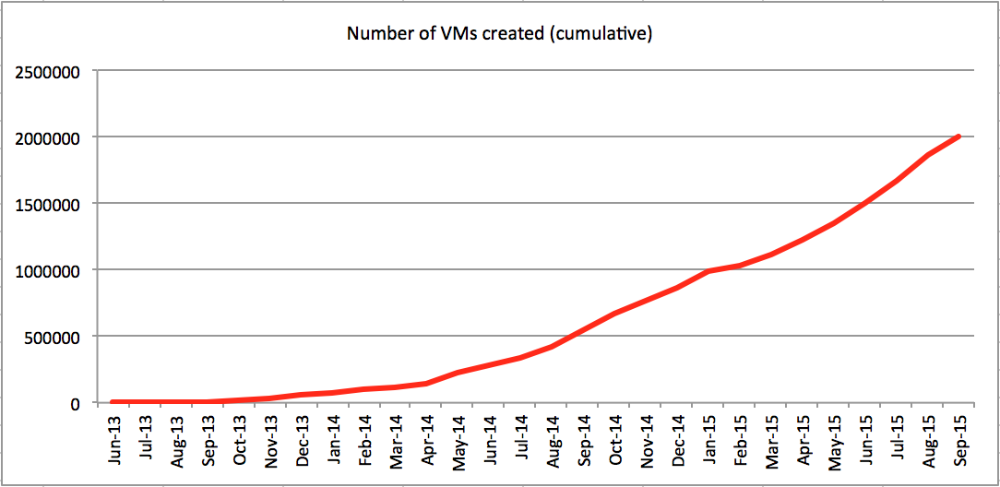 Number of VMs created (cumulative)
2500000
2000000
1500000
1000000
500000
0
Jun-13
Jul-13
Aug-13
Sep-13
Oct-13
Nov-13
Dec-13
Jan-14
Feb-14
Mar-14
Apr-14
May-14
Jun-14
Jul-14
Aug-14
Sep-14
Oct-14
Nov-14
Dec-14
Jan-15
Feb-15
Mar-15
Apr-15
May-15
Jun-15
Jul-15
Aug-15
Sep-15